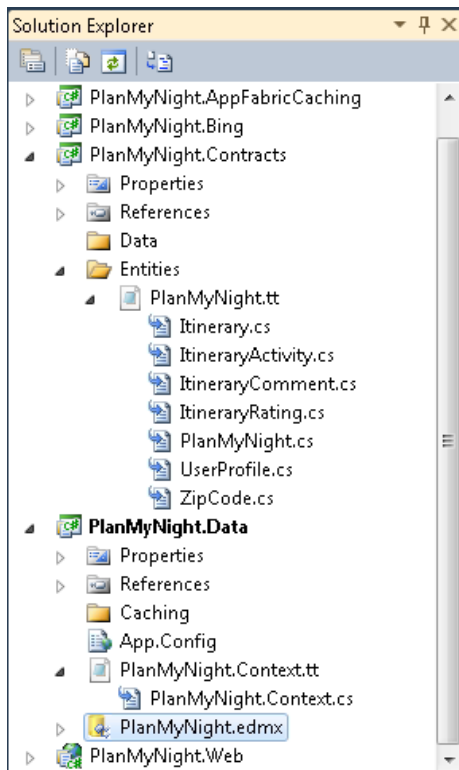 Solution Explorer
PlanMyNight.AppFabricCaching
PlanMyNight.Bing
PlanMyNight.Contracts
Properties
References
Data
Entities
PlanMyNight.tt
Itinerary.cs
ItineraryActivity.cs
ItineraryComment.cs
ItineraryRating.cs
PlanMyNight.cs
UserProfile.cs
ZipCode.cs
PlanMyNight.Data
Properties
References
Caching
App.Config
PlanMyNight.Context.tt
PlanMyNight.Context.cs
PlanMyNight.edmx
PlanMyNight.Web